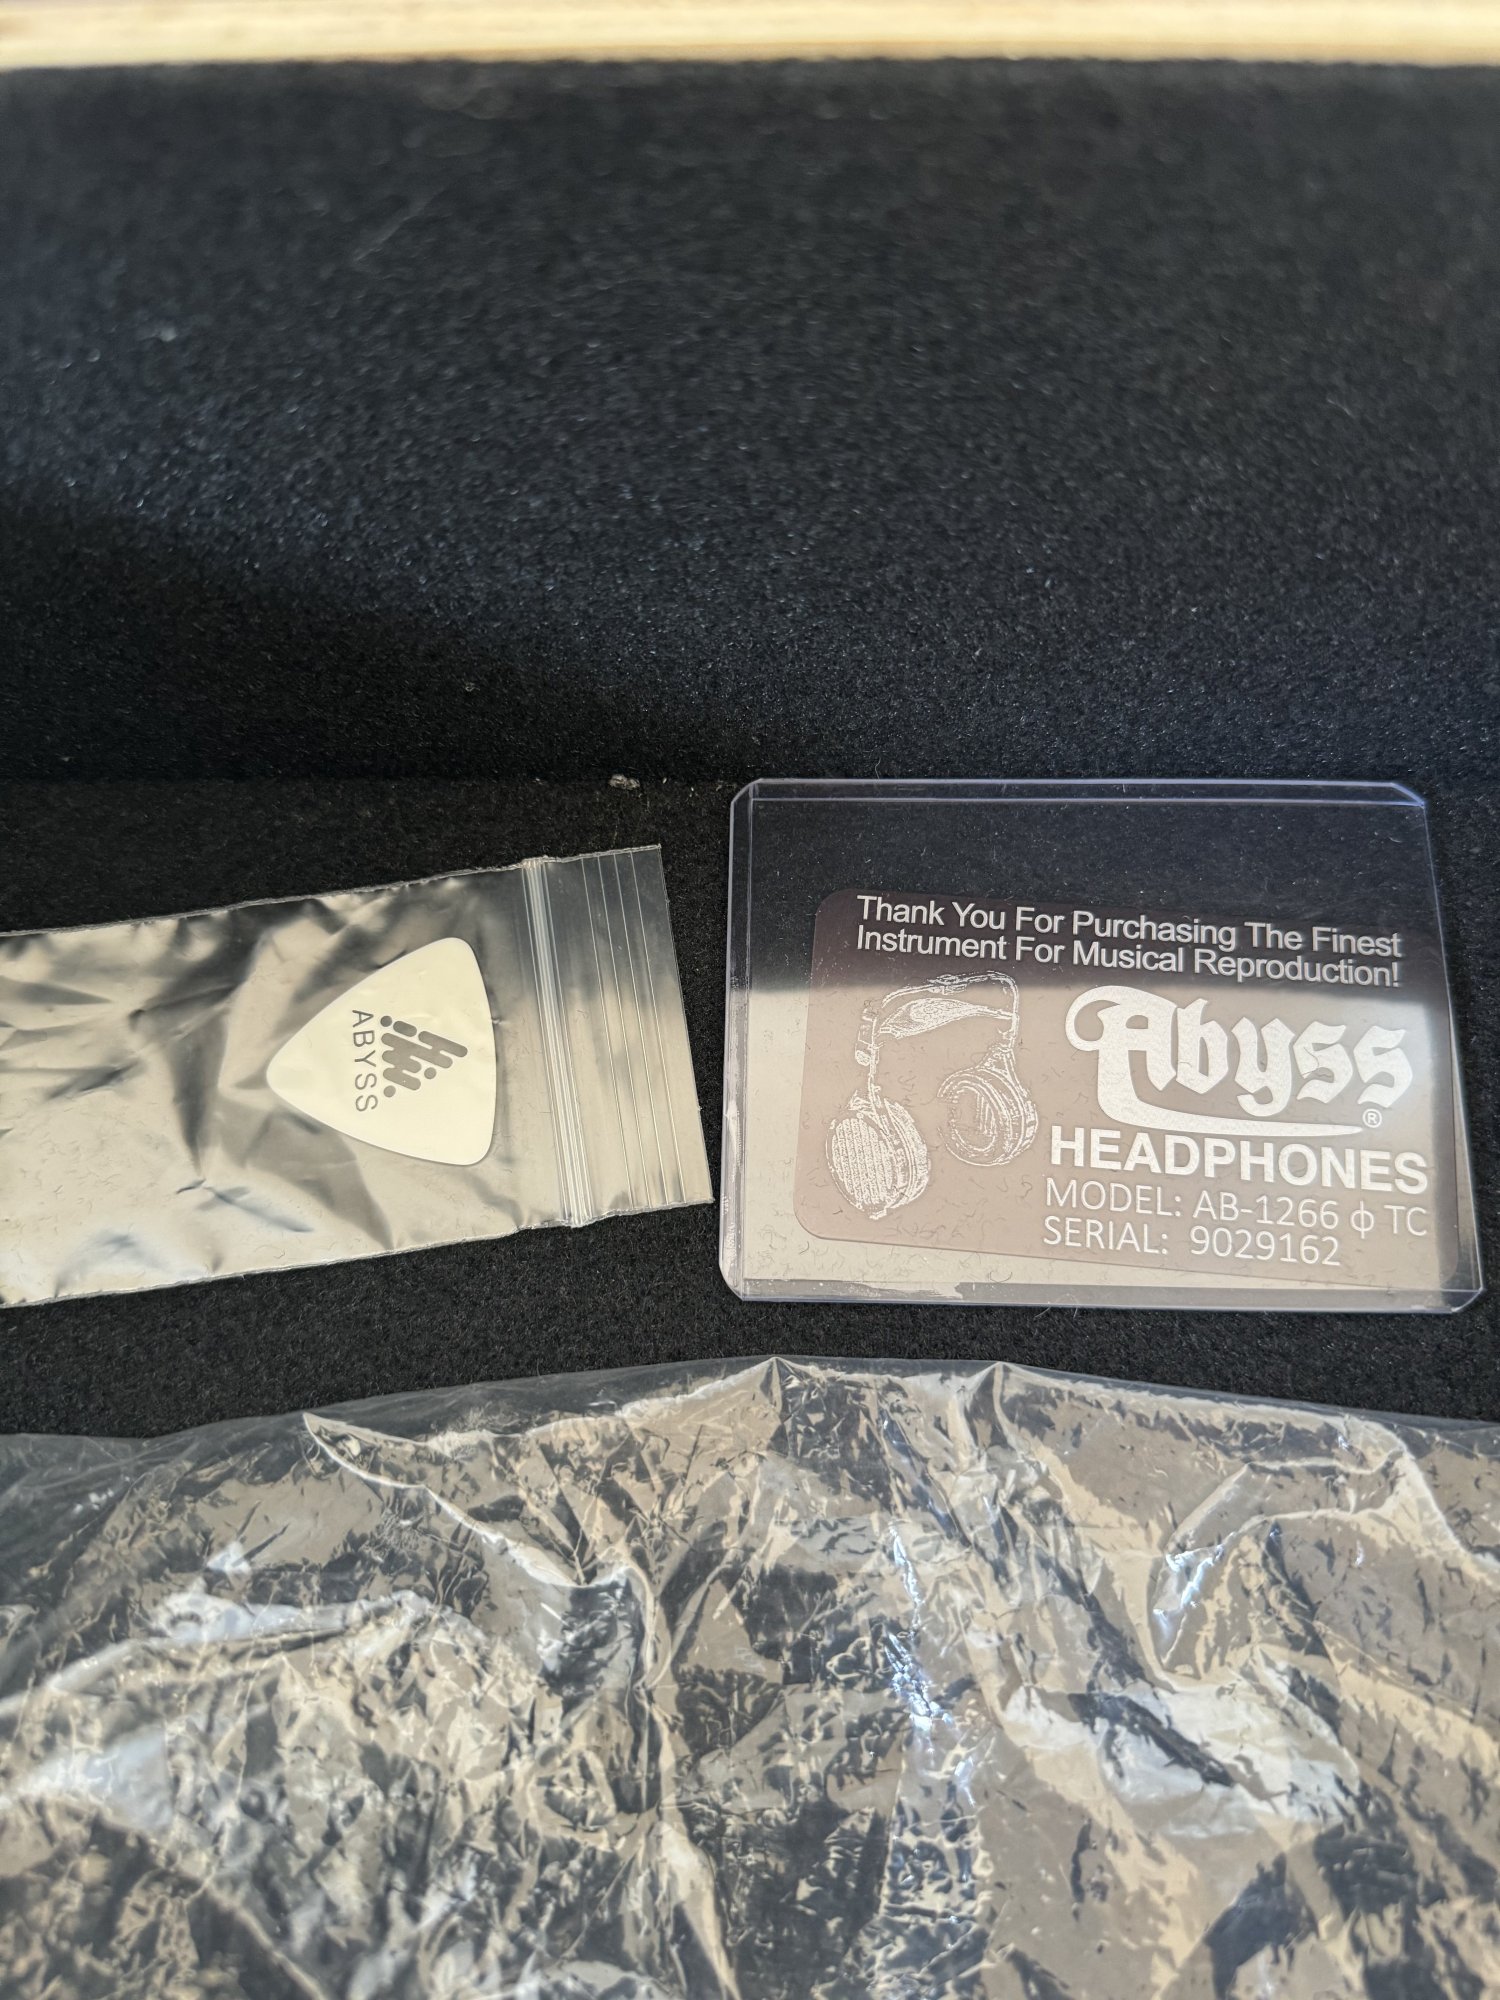 ABYSS
Thank You For Purchasing The Finest
Instrument For Musical Reproduction!
Abyss®
HEADPHONES
MODEL: AB-1266 ϕ TC
SERIAL: 9029162